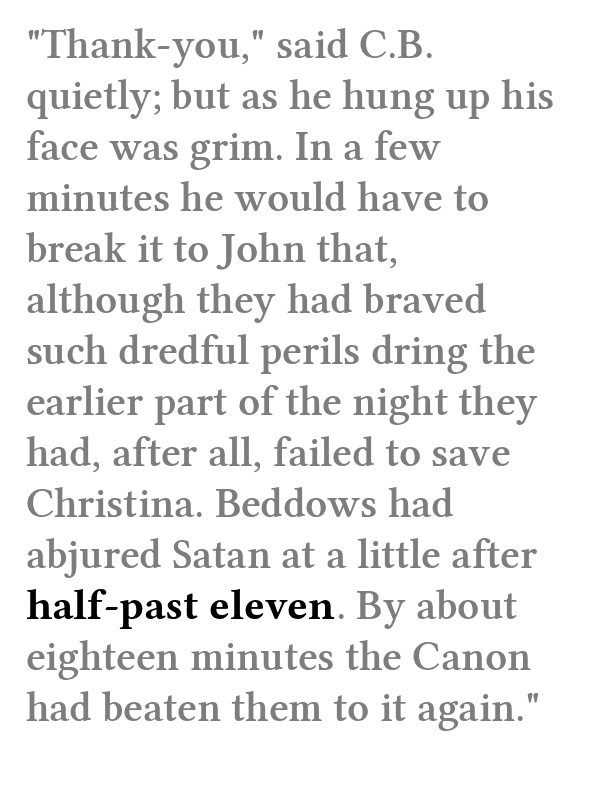 "Thank-you," said C.B.
quietly; but as he hung up his
face was grim. In a few
minutes he would have to
break it to John that,
although they had braved
such dredful perils dring the
earlier part of the night they
had, after all, failed to save
Christina. Beddows had
abjured Satan at a little after
half-past eleven. By about
eighteen minutes the Canon
had beaten them to it again."